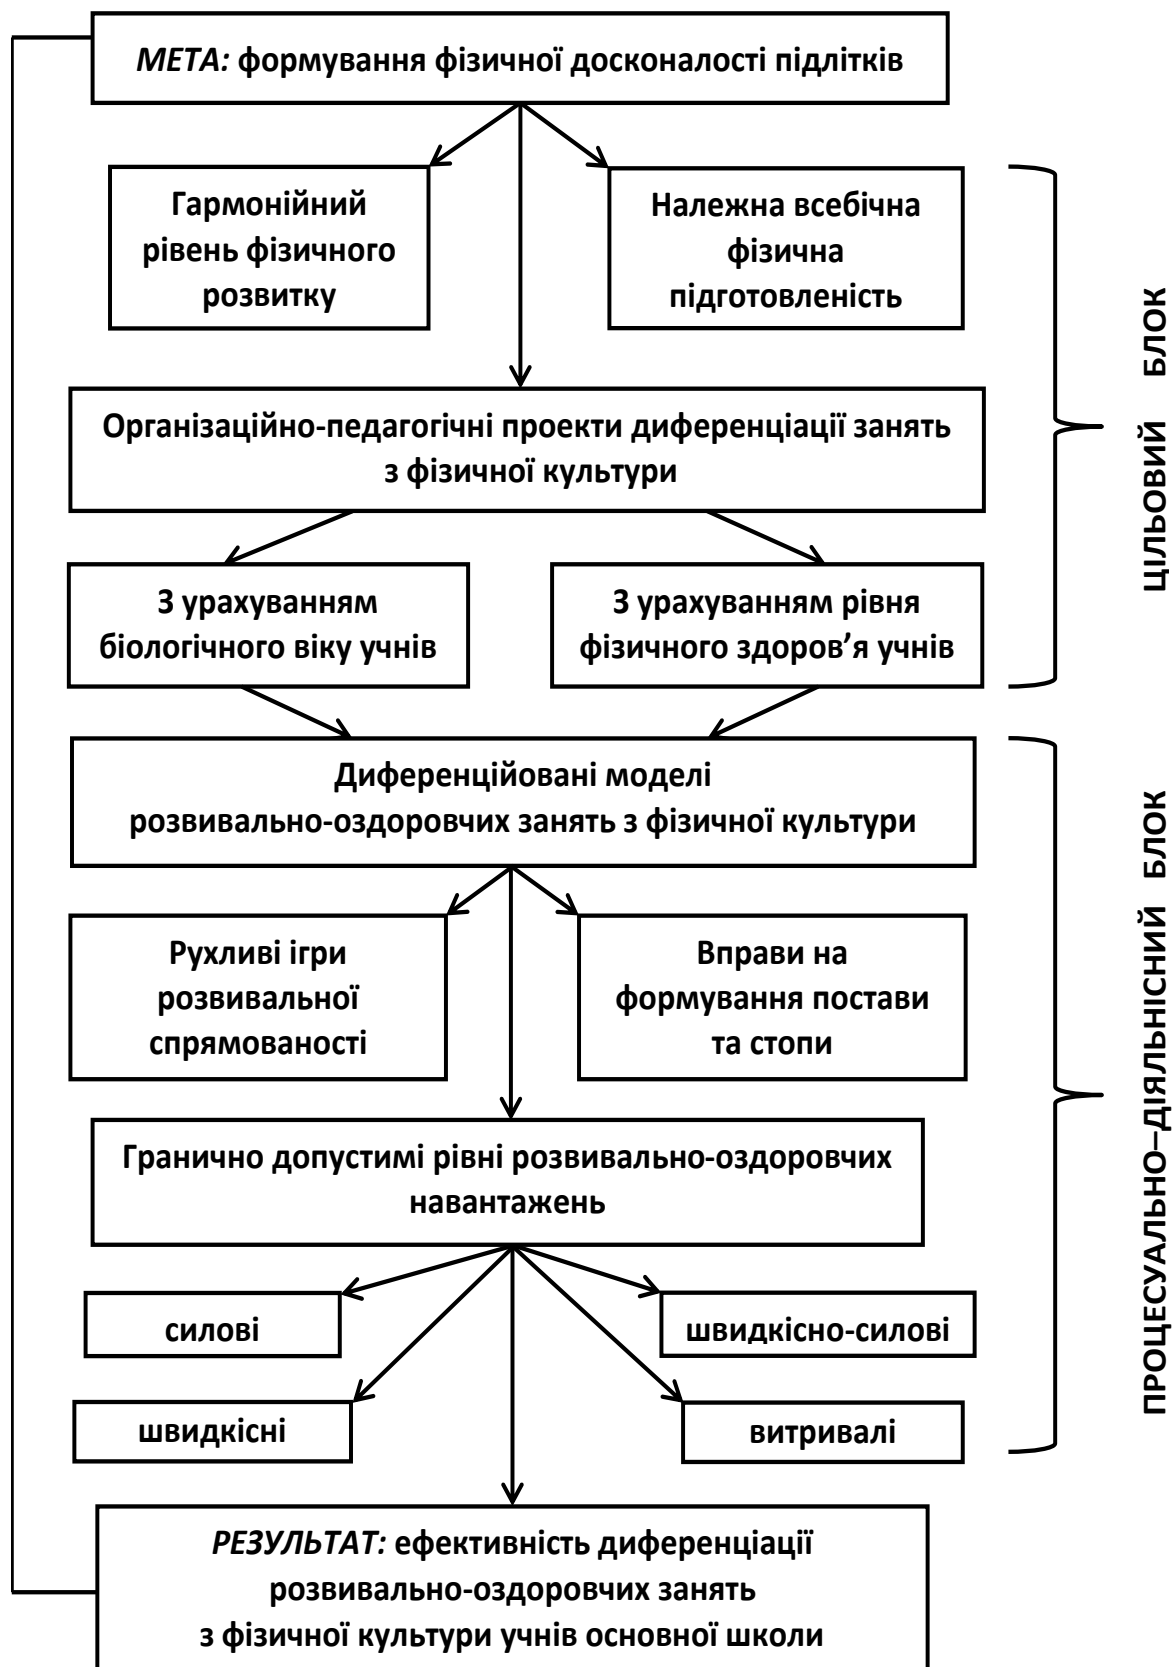 МЕТА: формування фізичної досконалості підлітків
Гармонійний
рівень фізичного
розвитку
Належна всебічна
фізична
підготовленість
Організаційно-педагогічні проекти диференціації занять
з фізичної культури
З урахуванням
біологічного віку учнів
З урахуванням рівня
фізичного здоров’я учнів
ЦІЛЬОВИЙ БЛОК
Диференційовані моделі
розвивально-оздоровчих занять з фізичної культури
Рухливі ігри
розвивальної
спрямованості
Вправи на
формування постави
та стопи
Гранично допустимі рівні розвивально-оздоровчих
навантажень
силові
швидкісно-силові
швидкісні
витривалі
ПРОЦЕСУАЛЬНО–ДІЯЛЬНІСНИЙ БЛОК
РЕЗУЛЬТАТ: ефективність диференціації
розвивально-оздоровчих занять
з фізичної культури учнів основної школи